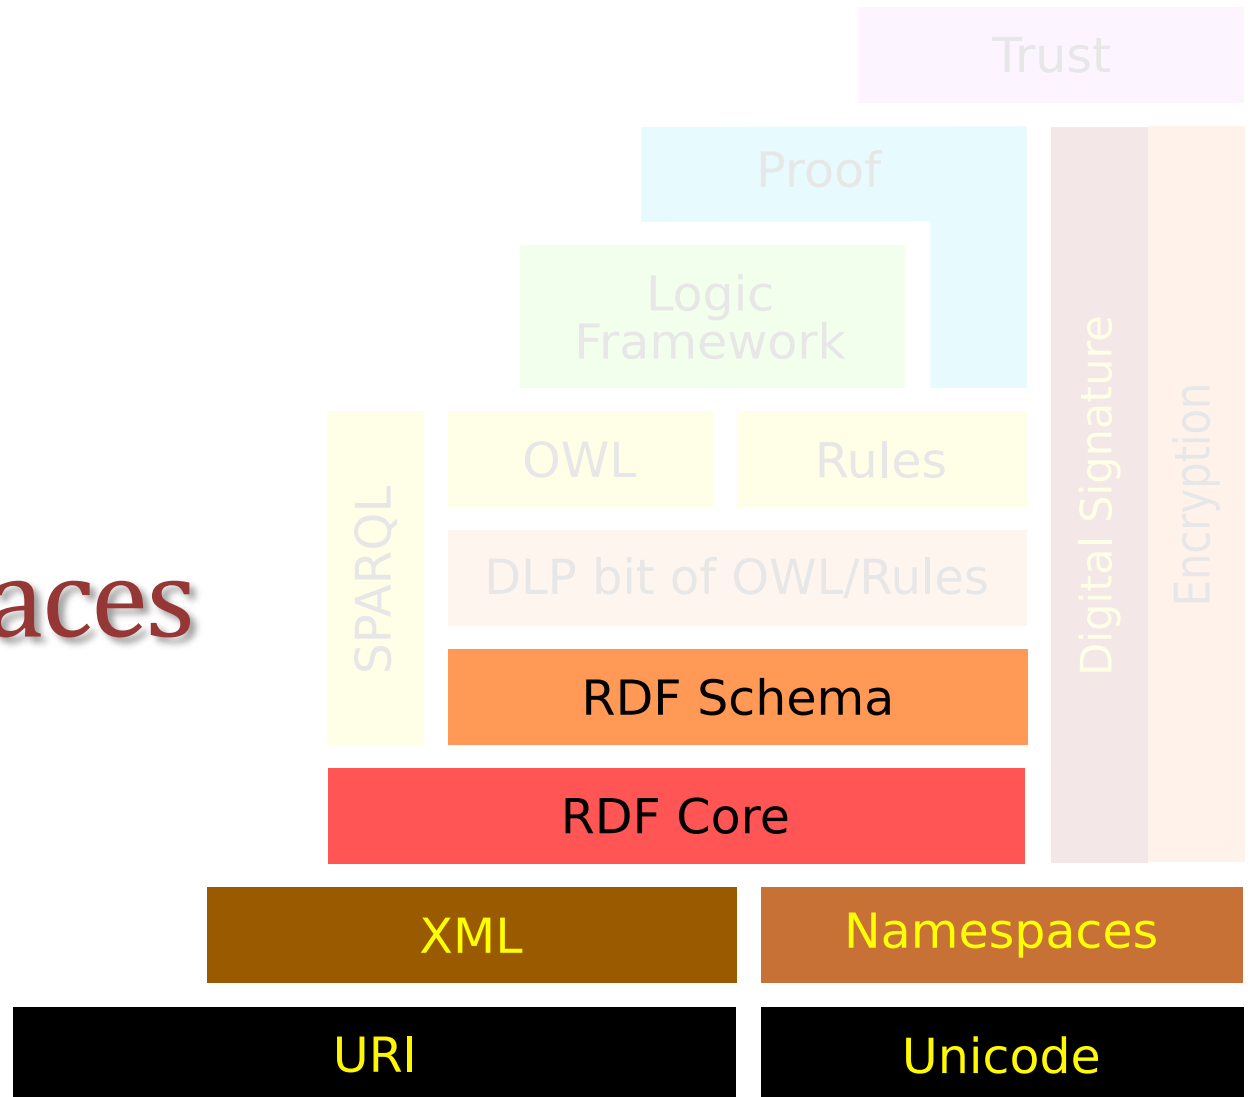 Trust
Proof
Logic
Framework
OWL
Rules
SPARQL
DLP bit of OWL/Rules
Digital Signature
Encryption
aces
RDF Schema
RDF Core
XML
Namespaces
URI
Unicode